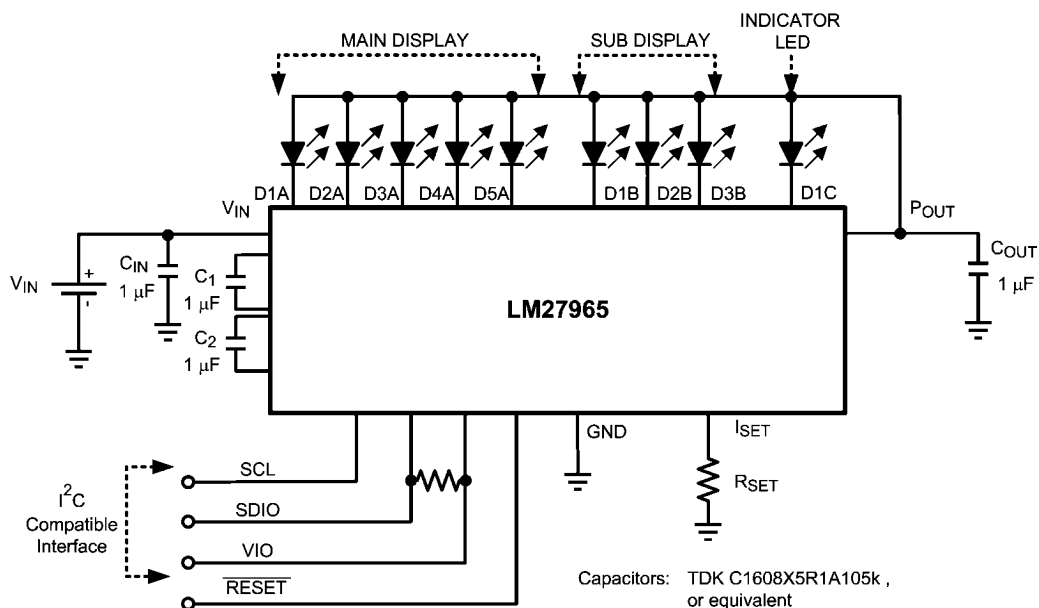 INDICATOR
LED
MAIN DISPLAY
SUB DISPLAY
D1A
D2A
D3A
D4A
D5A
D1B
D2B
D3B
D1C
VIN
POUT
VIN
+
-
CIN
1 µF
C1
1 µF
C2
1 µF
COUT
1 µF
LM27965
GND
ISET
RSET
I²C
Compatible
Interface
SCL
SDIO
VIO
RESET
Capacitors: TDK C1608X5R1A105k ,
or equivalent